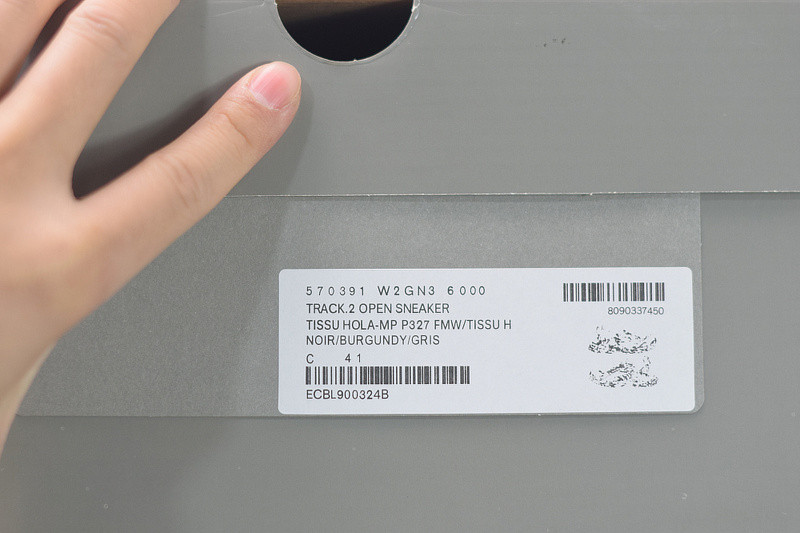 570391 W2GN3 6000
TRACK.2 OPEN SNEAKER
TISSU HOLA-MP P327 FMW/TISSU H
NOIR/BURGUNDY/GRIS
C 41
ECBL900324B
8090337450